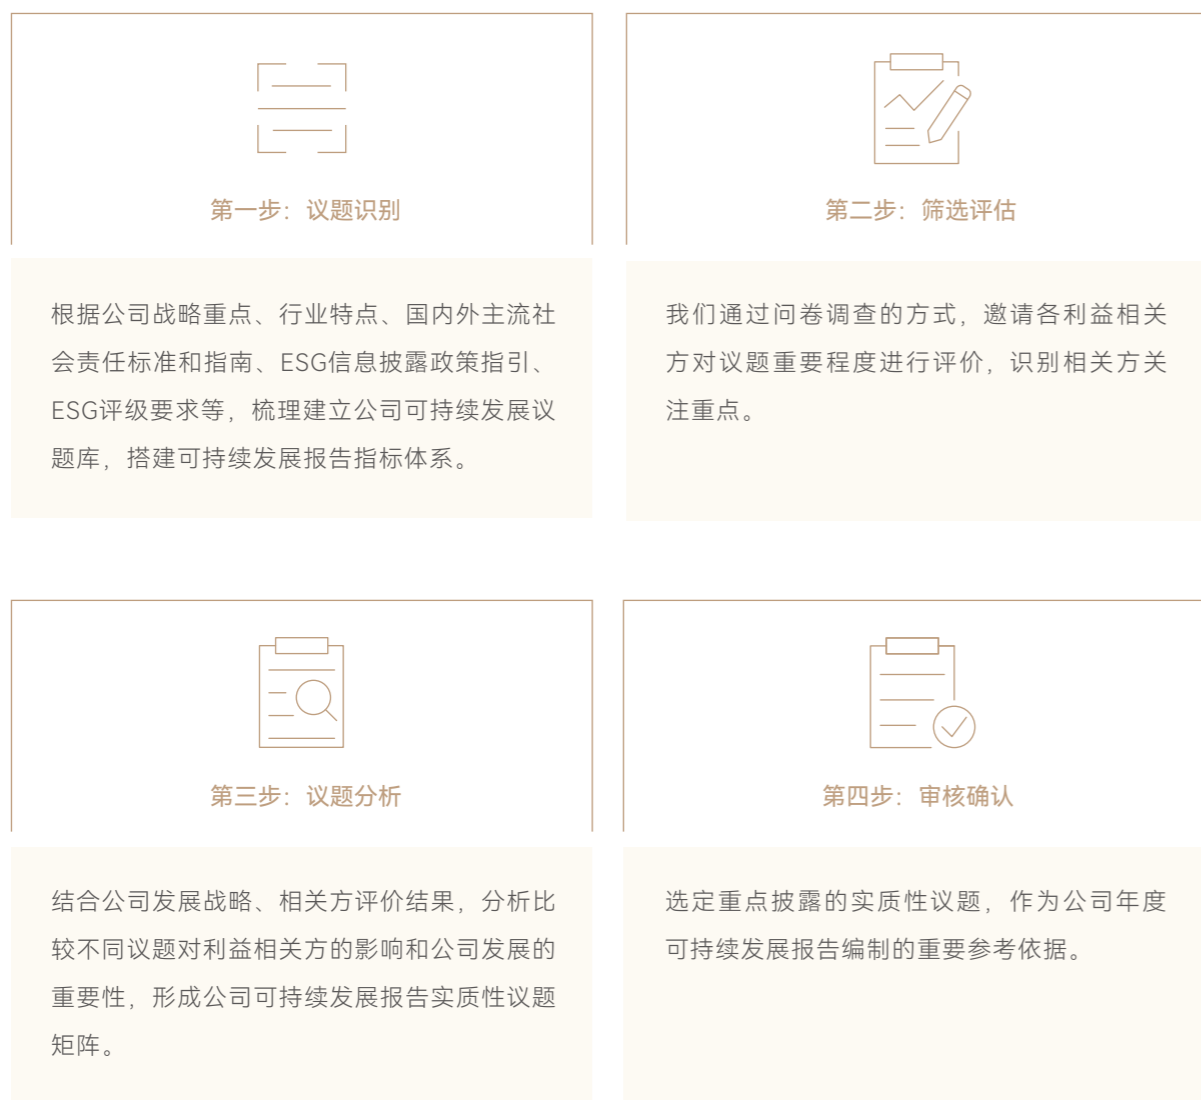 第一步：议题识别
根据公司战略重点、行业特点、国内外主流社
会责任标准和指南、ESG信息披露政策指引、
ESG评级要求等，梳理建立公司可持续发展议
题库，搭建可持续发展报告指标体系。
第二步：筛选评估
我们通过问卷调查的方式，邀请各利益相关
方对议题重要程度进行评价，识别相关方关
注重点。
第三步：议题分析
结合公司发展战略、相关方评价结果，分析比
较不同议题对利益相关方的影响和公司发展的
重要性，形成公司可持续发展报告实质性议题
矩阵。
第四步：审核确认
选定重点披露的实质性议题，作为公司年度
可持续发展报告编制的重要参考依据。